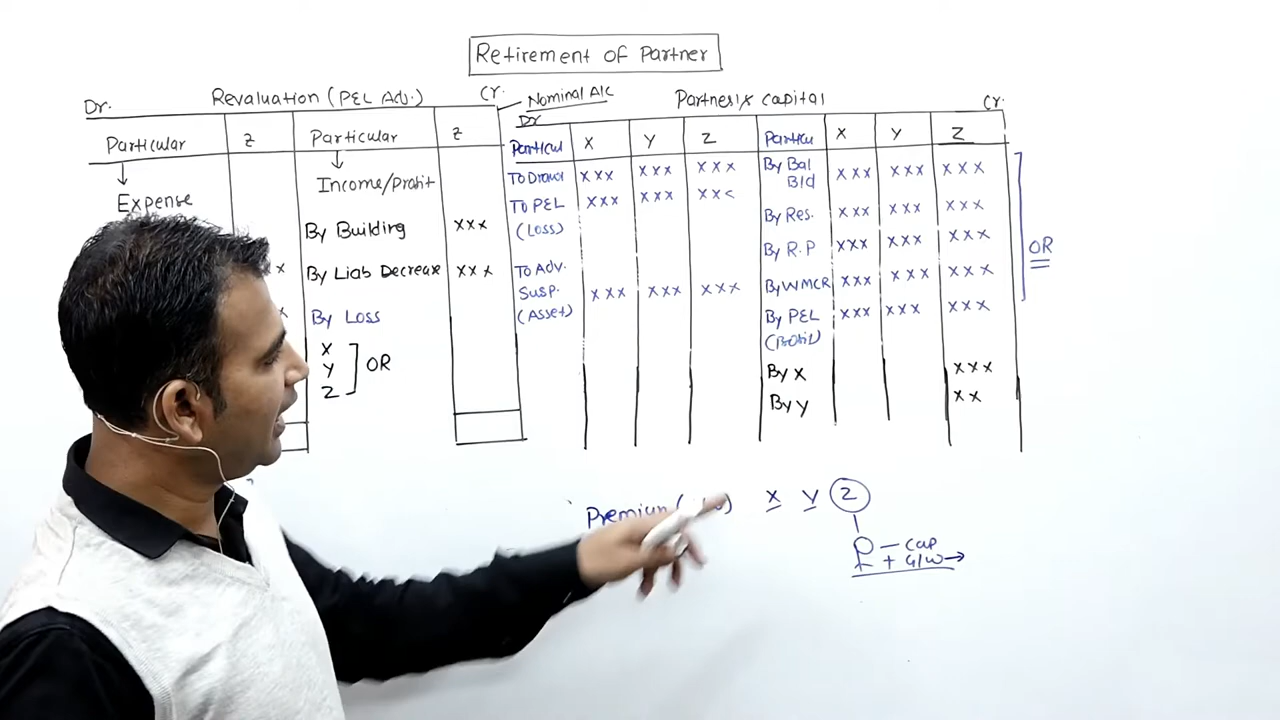 Retirement of Partner
Dr. Revaluation (P&L Adj.) Cr.
Particular z Particular z
Expense
Income/Profit
By Building xxx
x By Liab Decrease xxx
x By Loss
X
Y OR
Z
Nominal A/c
Partner's capital
Dr Cr.
Particul X Y Z Particul X Y Z
To Draw xxx xxx xxx By Bal B/d xxx xxx xxx
To P&L (Loss) xxx xxx xx< By Res. xxx xxx xxx
By R.P xxx xxx xxx
To Adv. Susp. (Asset) xxx xxx xxx By WMCR xxx xxx xxx
By P&L (Profit) xxx xxx xxx
By X xxx
By Y xx
OR
Premium X Y Z
Cap
+ G/W →